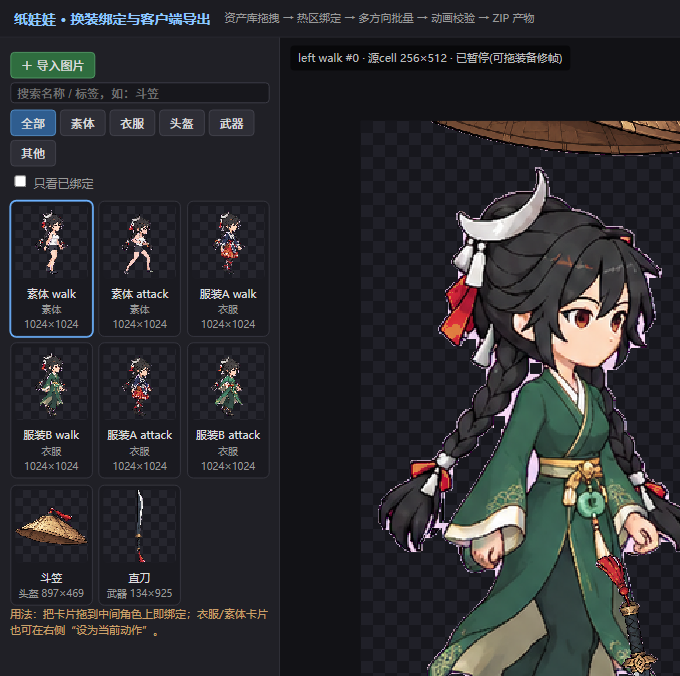 纸娃娃 • 换装绑定与客户端导出 资产库拖拽 → 热区绑定 → 多方向批量 → 动画校验 → ZIP 产物
＋ 导入图片
搜索名称 / 标签，如：斗笠
全部 素体 衣服 头盔 武器
其他
只看已绑定
left walk #0 · 源cell 256×512 · 已暂停(可拖装备修帧)
素体 walk
素体
1024×1024
素体 attack
素体
1024×1024
服装A walk
衣服
1024×1024
服装B walk
衣服
1024×1024
服装A attack
衣服
1024×1024
服装B attack
衣服
1024×1024
斗笠
头盔 897×469
直刀
武器 134×925
用法：把卡片拖到中间角色上即绑定；衣服/素体卡片
也可在右侧“设为当前动作”。